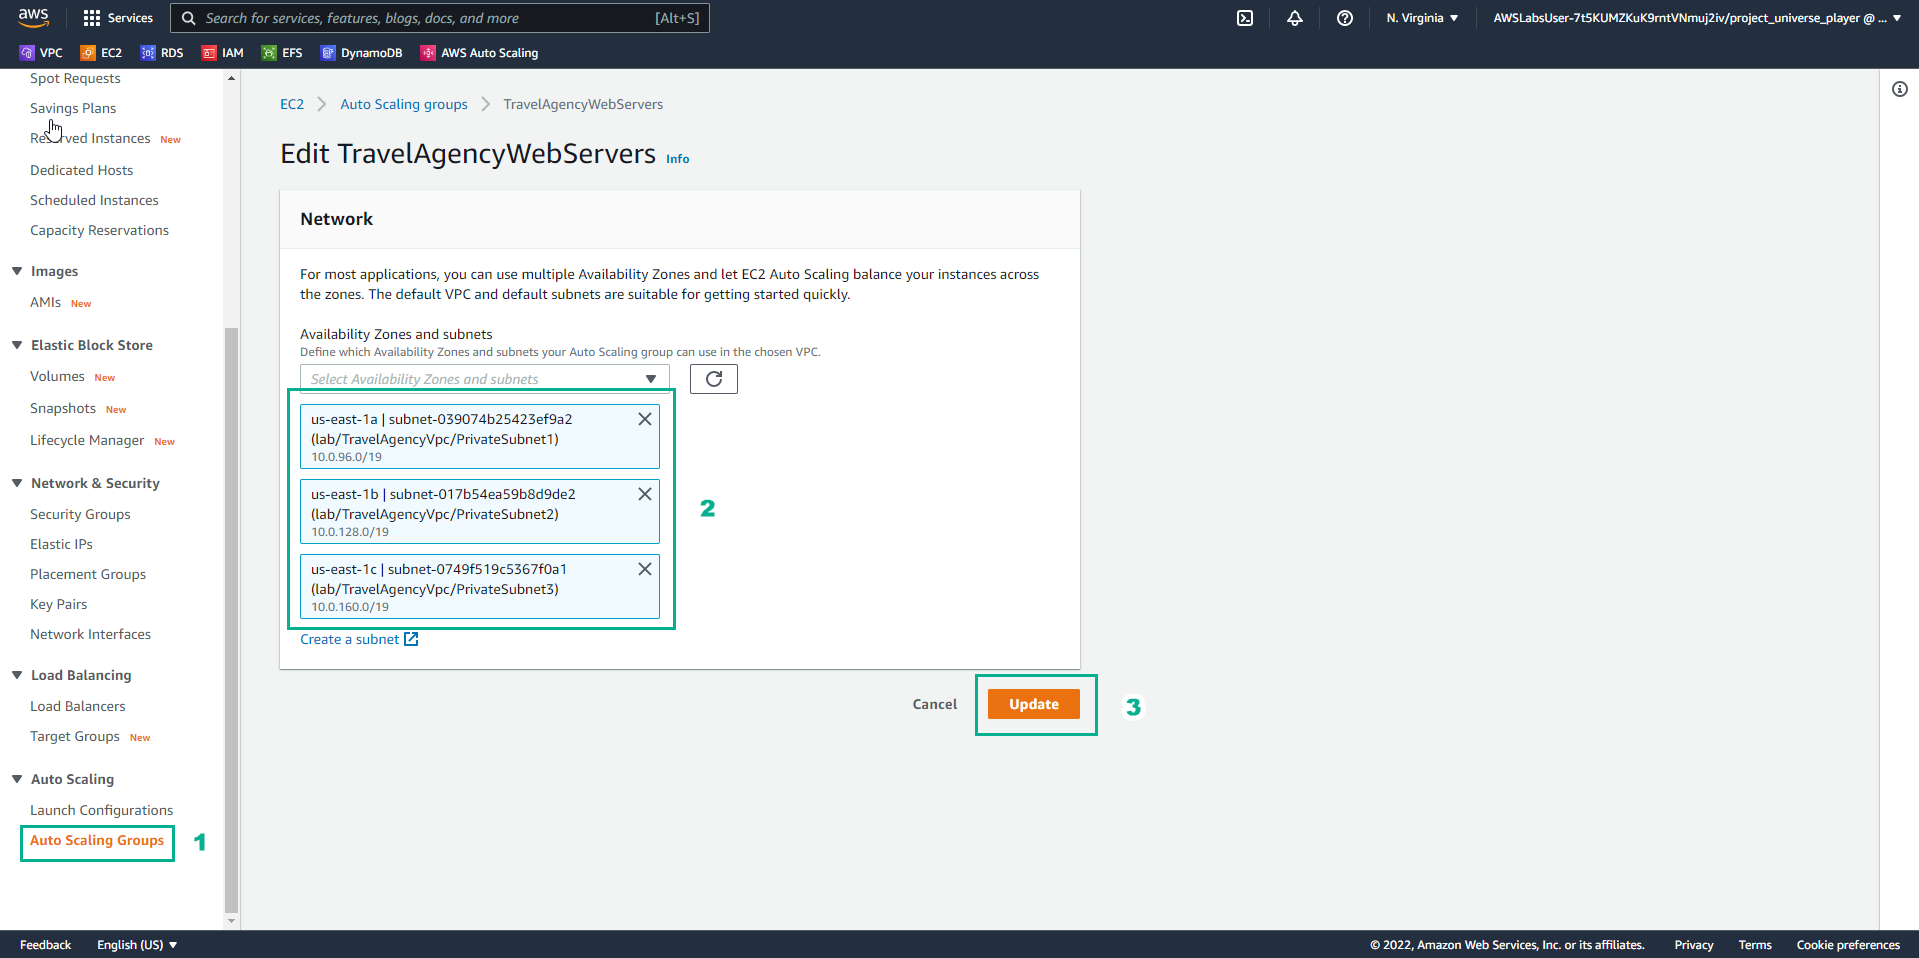 aws
Services
Search for services, features, blogs, docs, and more [Alt+S]
N. Virginia
AWSLabsUser-7t5KUMZKuK9rntVNmuj2iv/project_universe_player @ ...
VPC
EC2
RDS
IAM
EFS
DynamoDB
AWS Auto Scaling
Spot Requests
Savings Plans
Reserved Instances New
Dedicated Hosts
Scheduled Instances
Capacity Reservations
Images
AMIs New
Elastic Block Store
Volumes New
Snapshots New
Lifecycle Manager New
Network & Security
Security Groups
Elastic IPs
Placement Groups
Key Pairs
Network Interfaces
Load Balancing
Load Balancers
Target Groups New
Auto Scaling
Launch Configurations
Auto Scaling Groups
1
EC2 > Auto Scaling groups > TravelAgencyWebServers
Edit TravelAgencyWebServers Info
Network
For most applications, you can use multiple Availability Zones and let EC2 Auto Scaling balance your instances across
the zones. The default VPC and default subnets are suitable for getting started quickly.
Availability Zones and subnets
Define which Availability Zones and subnets your Auto Scaling group can use in the chosen VPC.
Select Availability Zones and subnets
us-east-1a | subnet-039074b25423ef9a2
(lab/TravelAgencyVpc/PrivateSubnet1)
10.0.96.0/19
us-east-1b | subnet-017b54ea59b8d9de2
(lab/TravelAgencyVpc/PrivateSubnet2)
10.0.128.0/19
us-east-1c | subnet-0749f519c5367f0a1
(lab/TravelAgencyVpc/PrivateSubnet3)
10.0.160.0/19
2
Create a subnet
Cancel
Update
3
Feedback
English (US)
© 2022, Amazon Web Services, Inc. or its affiliates.
Privacy
Terms
Cookie preferences